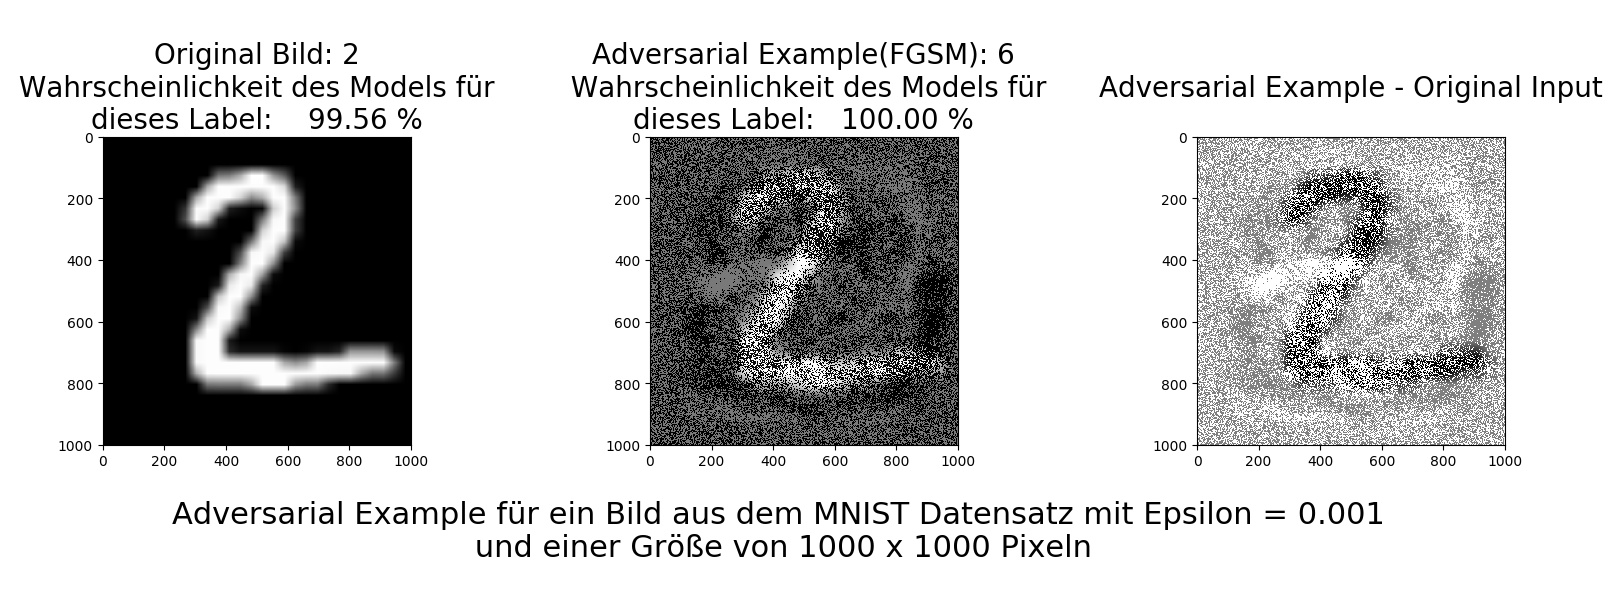 Original Bild: 2
Wahrscheinlichkeit des Models für
dieses Label: 99.56 %
0
200
400
600
800
1000
0 200 400 600 800 1000
Adversarial Example(FGSM): 6
Wahrscheinlichkeit des Models für
dieses Label: 100.00 %
0
200
400
600
800
1000
0 200 400 600 800 1000
Adversarial Example - Original Input
0
200
400
600
800
1000
0 200 400 600 800 1000
Adversarial Example für ein Bild aus dem MNIST Datensatz mit Epsilon = 0.001
und einer Größe von 1000 x 1000 Pixeln